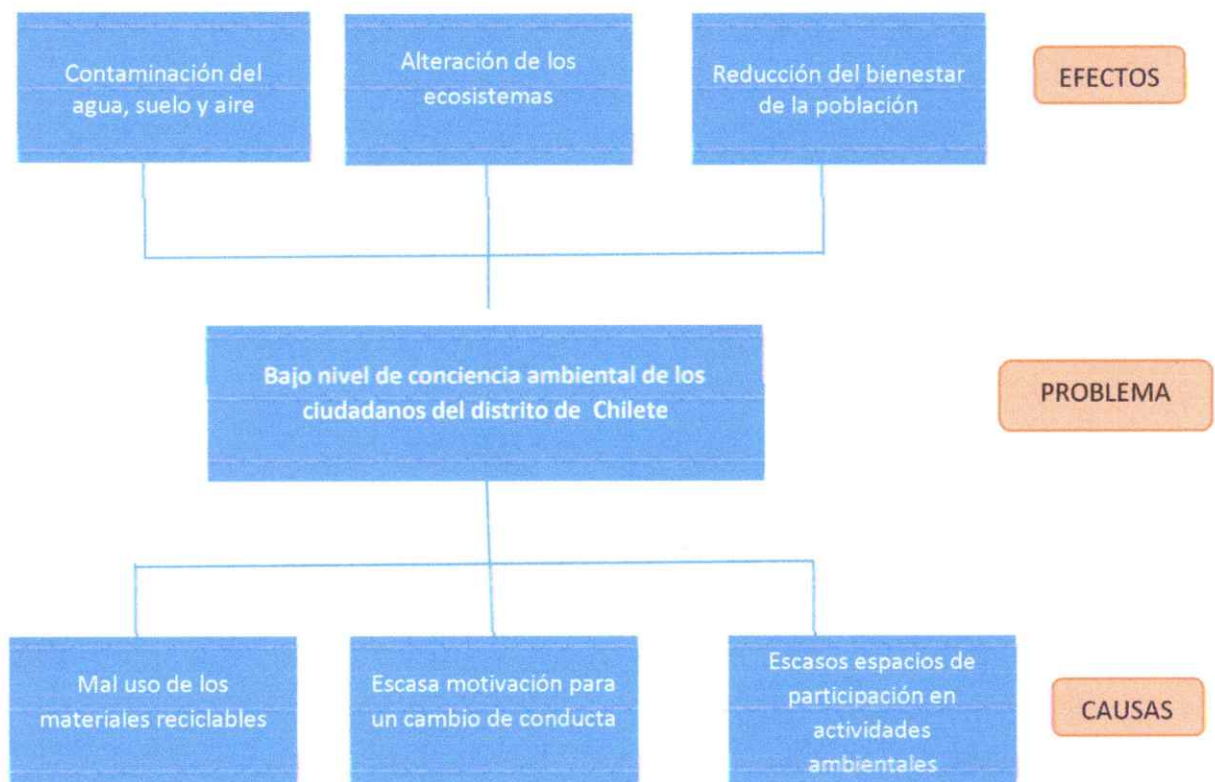 Contaminación del
agua, suelo y aire
Alteración de los
ecosistemas
Reducción del bienestar
de la población
EFECTOS
Bajo nivel de conciencia ambiental de los
ciudadanos del distrito de Chilete
PROBLEMA
Mal uso de los
materiales reciclables
Escasa motivación para
un cambio de conducta
Escasos espacios de
participación en
actividades
ambientales
CAUSAS